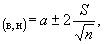 (в,н) = a ± 2 S/√n,